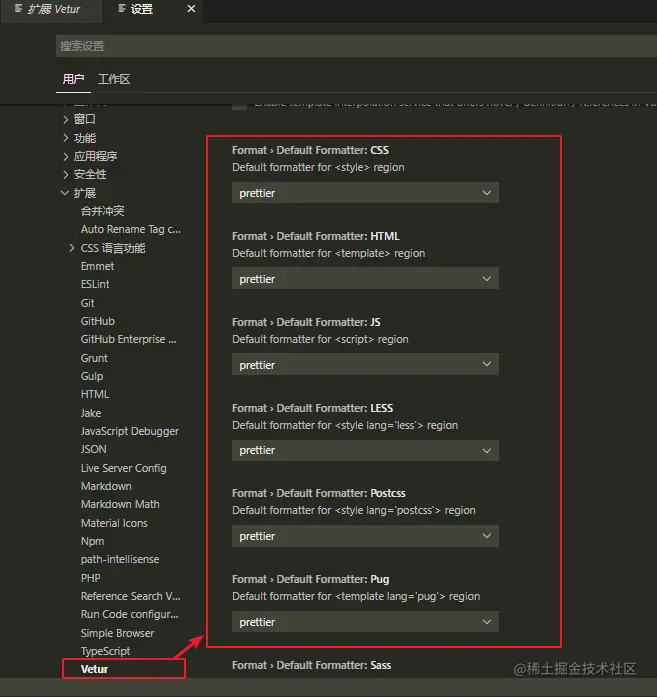 扩展 Vetur
设置
搜索设置
用户
工作区
Enable template interpolation service that offers hover / definition / references in Vu
窗口
功能
应用程序
安全性
扩展
合并冲突
Auto Rename Tag c...
CSS 语言功能
Emmet
ESLint
Git
GitHub
GitHub Enterprise ...
Grunt
Gulp
HTML
Jake
JavaScript Debugger
JSON
Live Server Config
Markdown
Markdown Math
Material Icons
Npm
path-intellisense
PHP
Reference Search V...
Run Code configur...
Simple Browser
TypeScript
Vetur
Format › Default Formatter: CSS
Default formatter for <style> region
prettier
Format › Default Formatter: HTML
Default formatter for <template> region
prettier
Format › Default Formatter: JS
Default formatter for <script> region
prettier
Format › Default Formatter: LESS
Default formatter for <style lang='less'> region
prettier
Format › Default Formatter: Postcss
Default formatter for <style lang='postcss'> region
prettier
Format › Default Formatter: Pug
Default formatter for <template lang='pug'> region
prettier
Format › Default Formatter: Sass
@稀土掘金技术社区